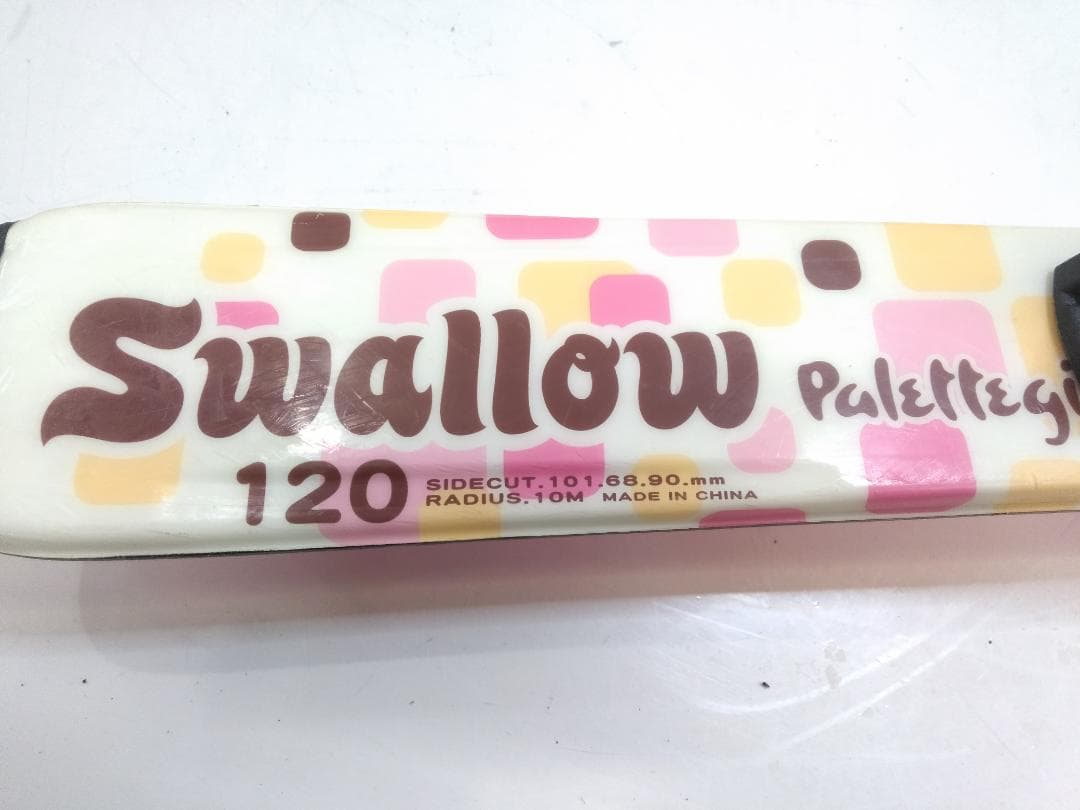 Swallow
Palettegi
120
SIDECUT.101.68.90.mm
RADIUS.10M MADE IN CHINA